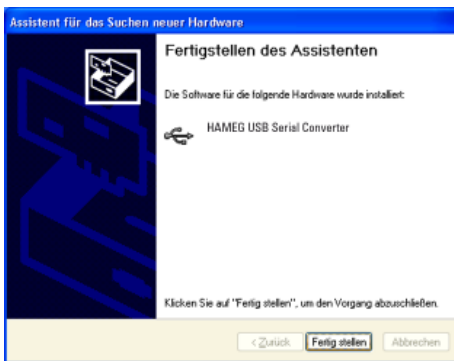 Assistent für das Suchen neuer Hardware
Fertigstellen des Assistenten
Die Software für die folgende Hardware wurde installiert:
HAMEG USB Serial Converter
Klicken Sie auf "Fertig stellen", um den Vorgang abzuschließen.
< Zurück Fertig stellen Abbrechen